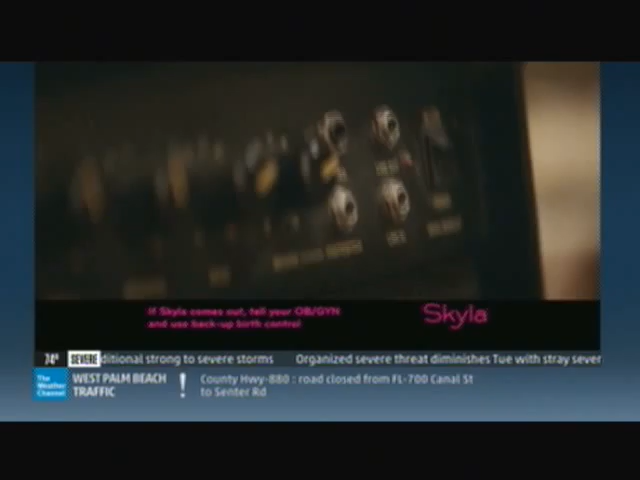 If Skyla comes out, tell your OB/GYN
and use back-up birth control
Skyla
74°
SEVERE
ditional strong to severe storms Organized severe threat diminishes Tue with stray sever
The
Weather
Channel
WEST PALM BEACH
TRAFFIC
!
County Hwy-880 : road closed from FL-700 Canal St
to Senter Rd